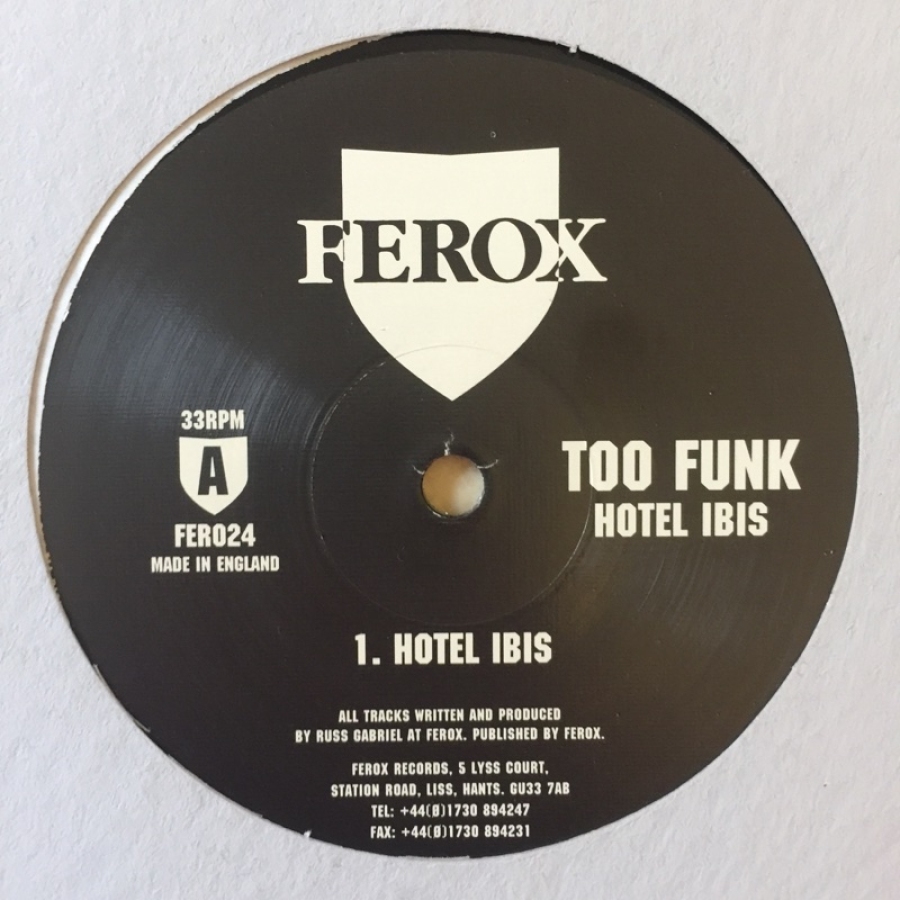 FEROX
33RPM
A
FER024
MADE IN ENGLAND
TOO FUNK
HOTEL IBIS
1. HOTEL IBIS
ALL TRACKS WRITTEN AND PRODUCED
BY RUSS GABRIEL AT FEROX. PUBLISHED BY FEROX.
FEROX RECORDS, 5 LYSS COURT,
STATION ROAD, LISS, HANTS. GU33 7AB
TEL: +44(0)1730 894247
FAX: +44(0)1730 894231